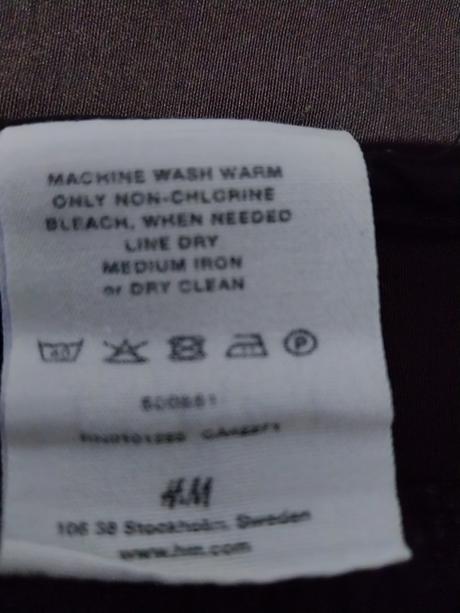 MACHINE WASH WARM
ONLY NON-CHLORINE
BLEACH, WHEN NEEDED
LINE DRY
MEDIUM IRON
or DRY CLEAN
40
P
H&M
106 38 Stockholm, Sweden
www.hm.com